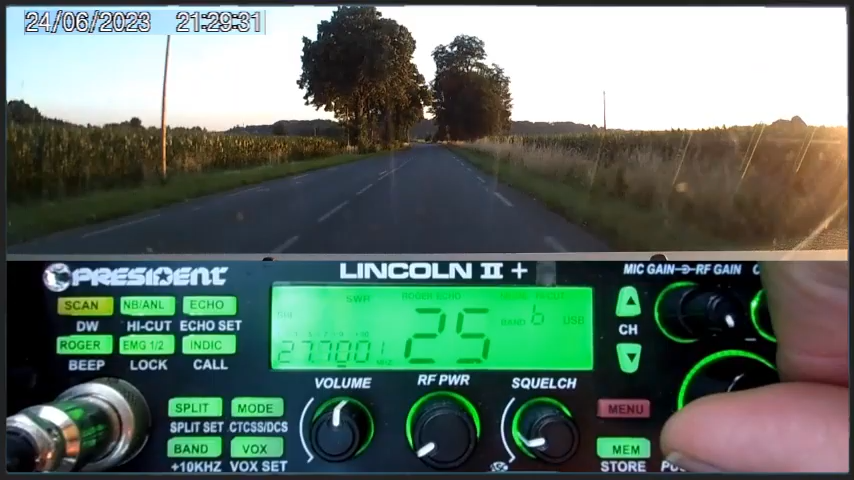 24/06/2023 21:29:31
PRESIDENT
LINCOLN II +
MIC GAIN RF GAIN
SCAN NB/ANL ECHO
DW HI-CUT ECHO SET
ROGER EMG 1/2 INDIC
BEEP LOCK CALL
SWR ROGER ECHO
25 BAND b USB
27.7001
CH
VOLUME RF PWR SQUELCH
SPLIT MODE
SPLIT SET CTCSS/DCS
BAND VOX
+10KHZ VOX SET
MENU
MEM
STORE